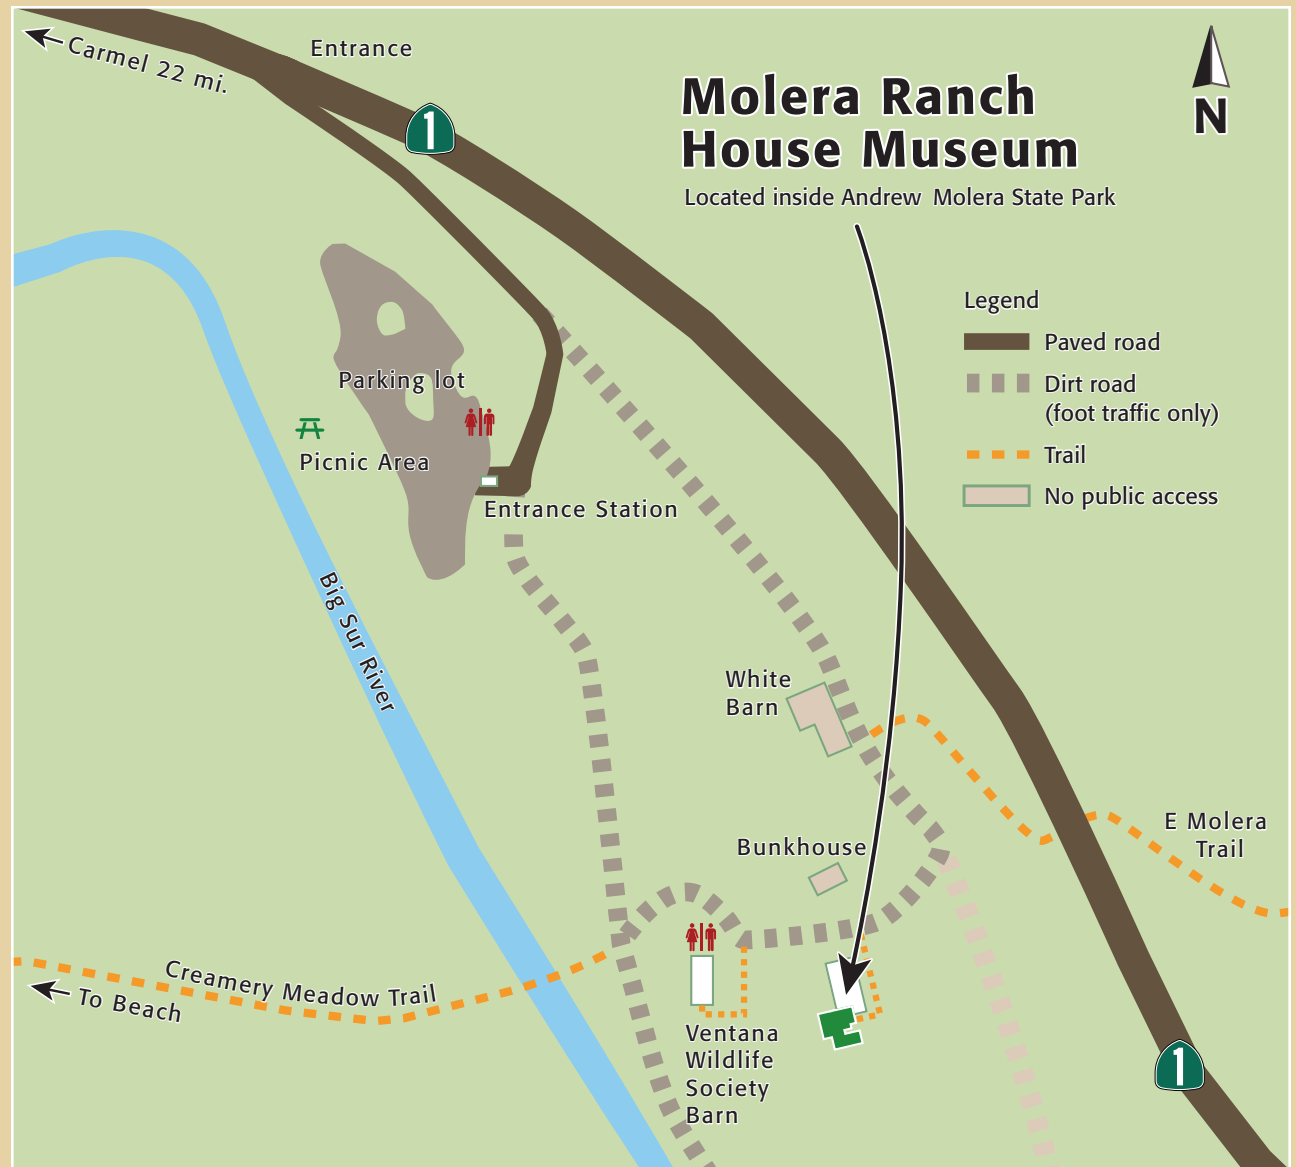 Carmel 22 mi.
Entrance
1
Molera Ranch
House Museum
Located inside Andrew Molera State Park
N
Legend
Paved road
Dirt road
(foot traffic only)
Trail
No public access
Parking lot
Picnic Area
Entrance Station
Big Sur River
White
Barn
Bunkhouse
E Molera
Trail
Creamery Meadow Trail
To Beach
Ventana
Wildlife
Society
Barn
1